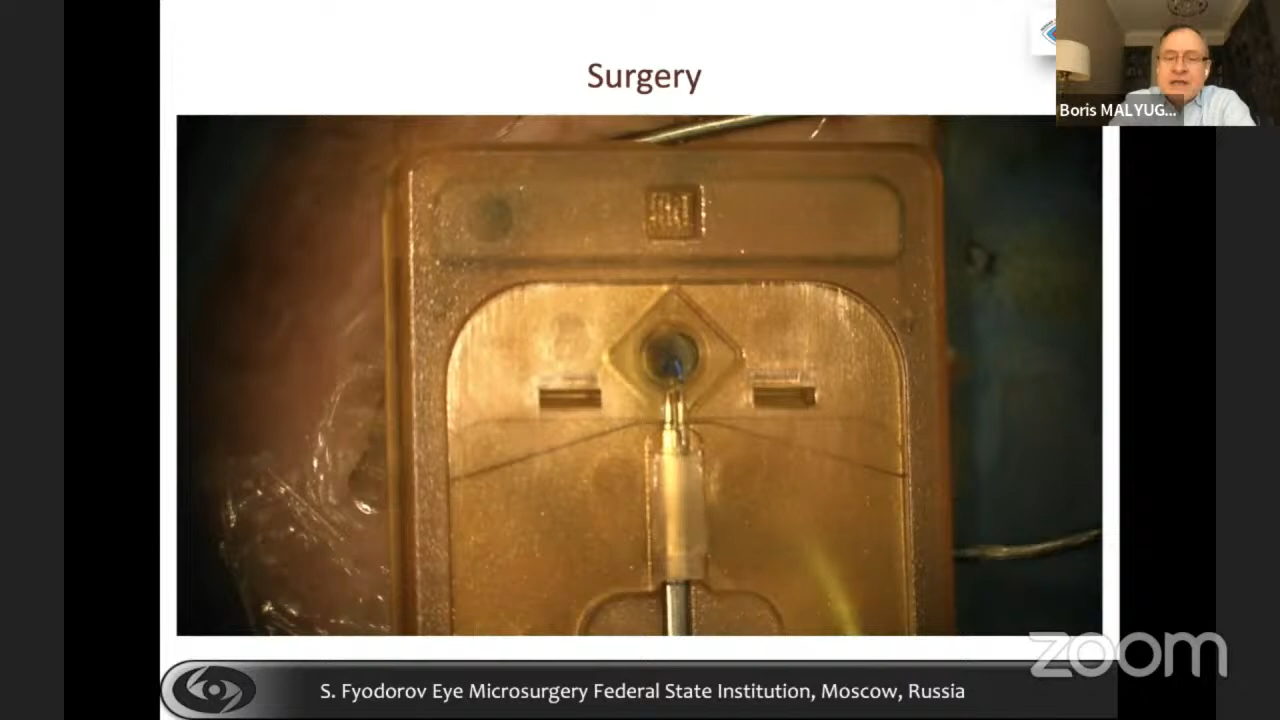 Surgery
Boris MALYUG...
zoom
S. Fyodorov Eye Microsurgery Federal State Institution, Moscow, Russia